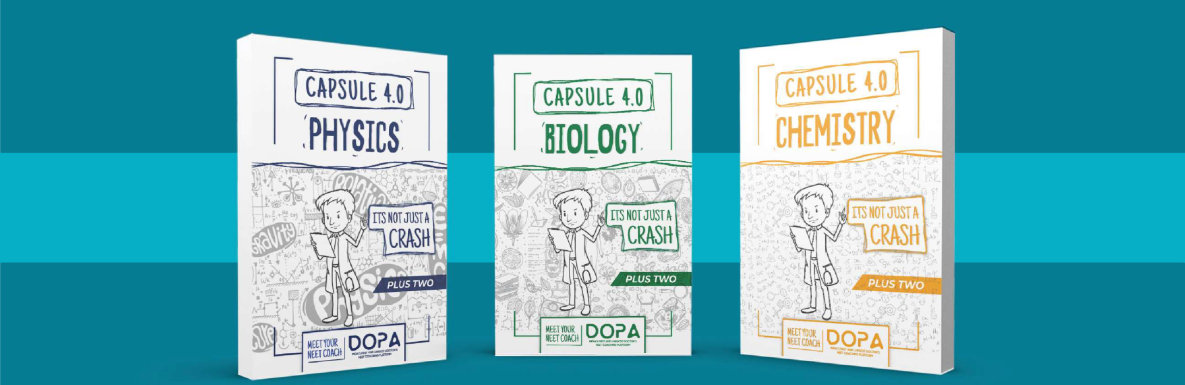 CAPSULE 4.0
PHYSICS
ITS NOT JUST A
CRASH
PLUS TWO
MEET YOUR
NEET COACH
DOPA
CAPSULE 4.0
BIOLOGY
ITS NOT JUST A
CRASH
PLUS TWO
MEET YOUR
NEET COACH
DOPA
CAPSULE 4.0
CHEMISTRY
ITS NOT JUST A
CRASH
PLUS TWO
MEET YOUR
NEET COACH
DOPA